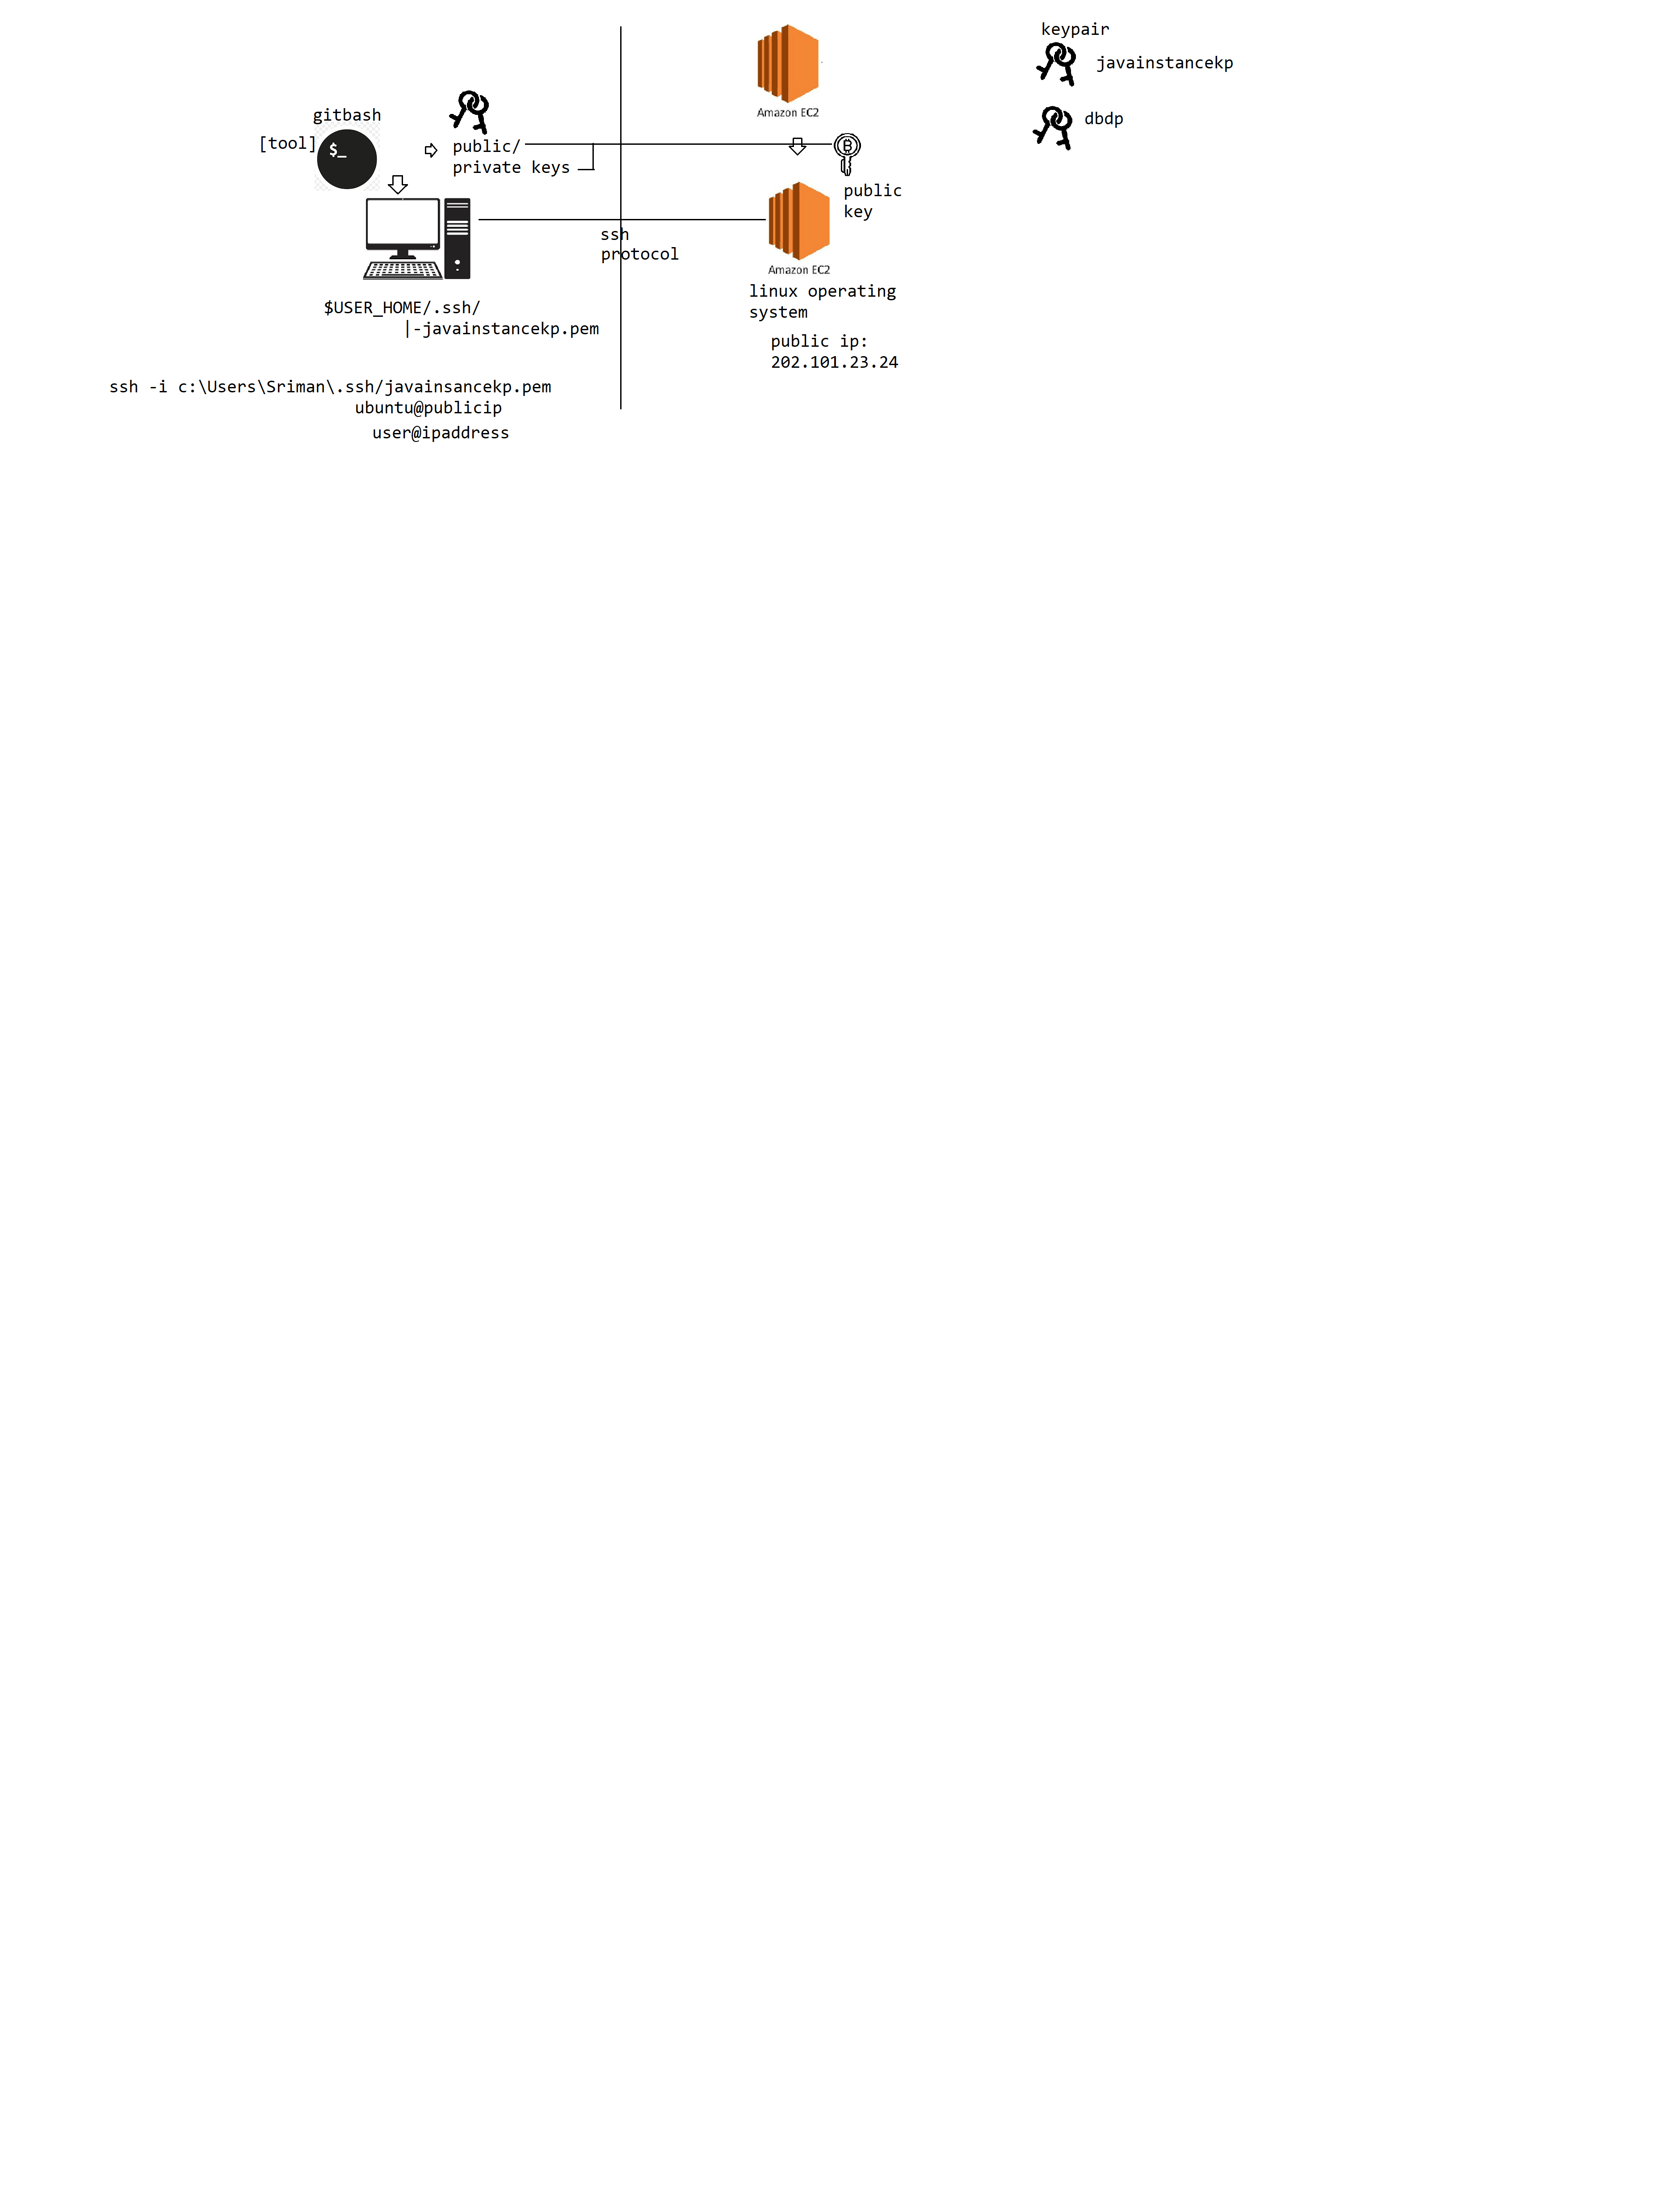 keypair
javainstancekp
dbdp
Amazon EC2
gitbash
[tool]
$_
public/
private keys
public
key
ssh
protocol
Amazon EC2
linux operating
system
public ip:
202.101.23.24
$USER_HOME/.ssh/
|-javainstancekp.pem
ssh -i c:\Users\Sriman\.ssh/javainsancekp.pem
ubuntu@publicip
user@ipaddress